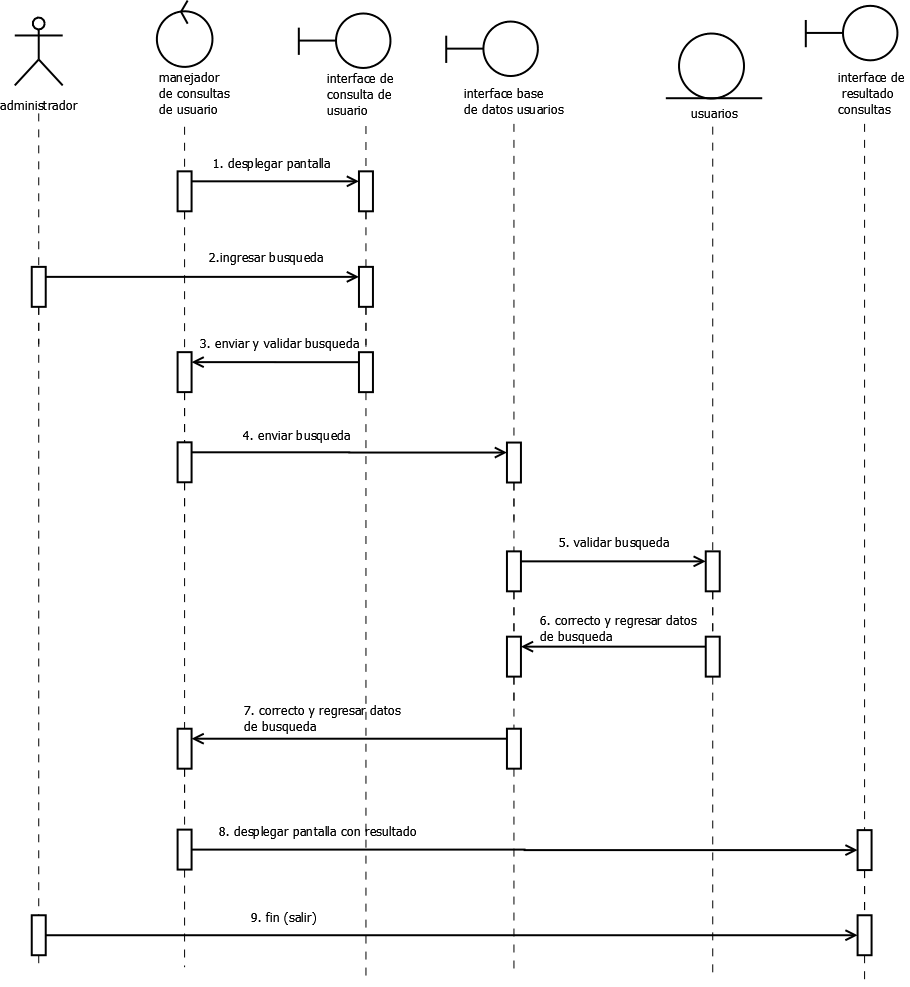 administrador
manejador
de consultas
de usuario
interface de
consulta de
usuario
interface base
de datos usuarios
usuarios
interface de
resultado
consultas
1. desplegar pantalla
2.ingresar busqueda
3. enviar y validar busqueda
4. enviar busqueda
5. validar busqueda
6. correcto y regresar datos
de busqueda
7. correcto y regresar datos
de busqueda
8. desplegar pantalla con resultado
9. fin (salir)